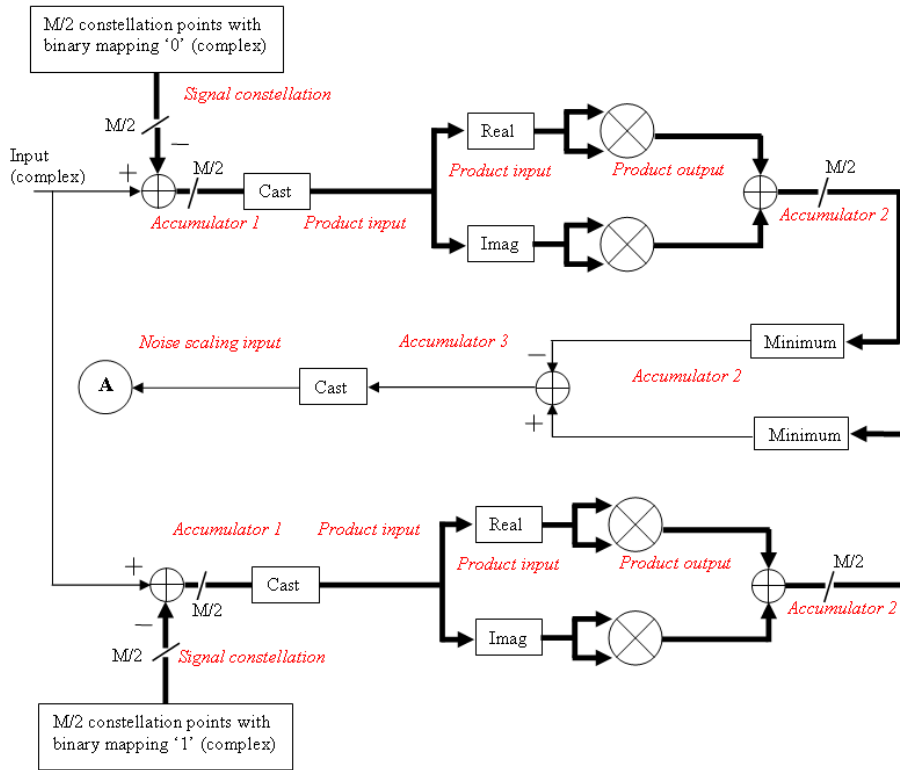 M/2 constellation points with
binary mapping ‘0’ (complex)
Signal constellation
M/2
Input
(complex)
+
−
M/2
Accumulator 1
Cast
Product input
Real
Product input
Product output
Imag
M/2
Accumulator 2
Minimum
Noise scaling input
Accumulator 3
−
Accumulator 2
A
Cast
+
Minimum
Accumulator 1
Product input
Real
Product input
Product output
+
−
M/2
Cast
M/2
Accumulator 2
M/2
Signal constellation
Imag
M/2 constellation points with
binary mapping ‘1’ (complex)